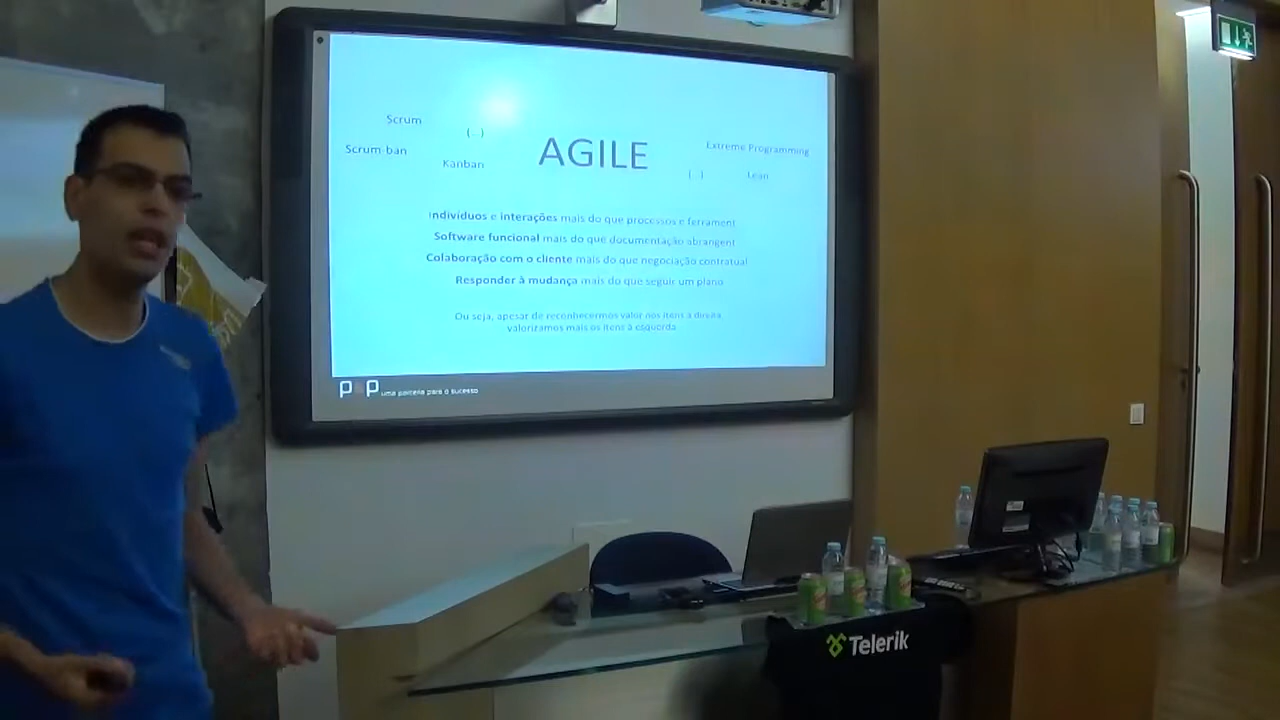 Scrum
(...)
Scrum-ban
Kanban
AGILE
Extreme Programming
(...)
Lean
Indivíduos e interações mais do que processos e ferrament
Software funcional mais do que documentação abrangent
Colaboração com o cliente mais do que negociação contratual
Responder à mudança mais do que seguir um plano
Ou seja, apesar de reconhecermos valor nos itens à direita
valorizamos mais os itens à esquerda
uma parceria para o sucesso
Telerik